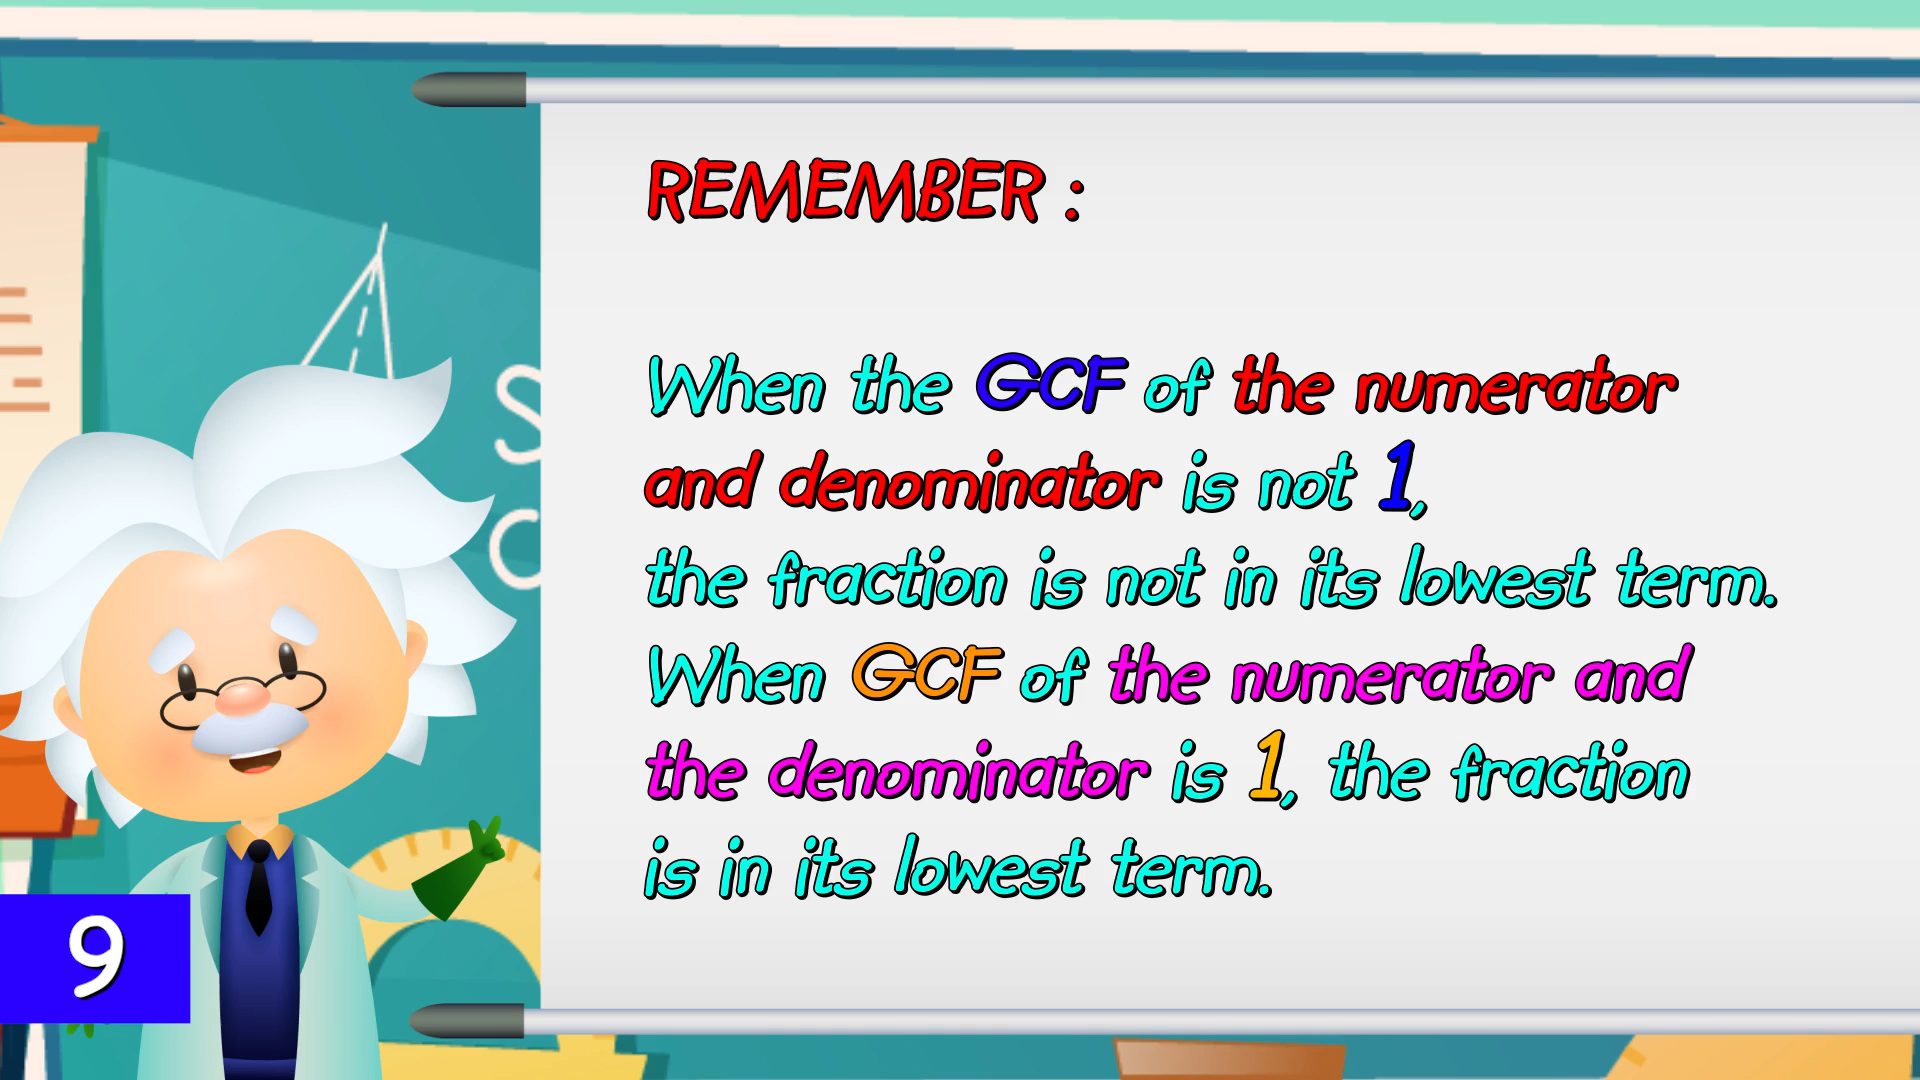 REMEMBER :
When the GCF of the numerator
and denominator is not 1,
the fraction is not in its lowest term.
When GCF of the numerator and
the denominator is 1, the fraction
is in its lowest term.
9